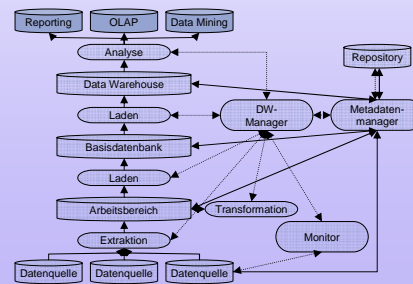 Reporting
OLAP
Data Mining
Analyse
Repository
Data Warehouse
Laden
DW-
Manager
Metadaten-
manager
Basisdatenbank
Laden
Arbeitsbereich
Transformation
Extraktion
Monitor
Datenquelle
Datenquelle
Datenquelle